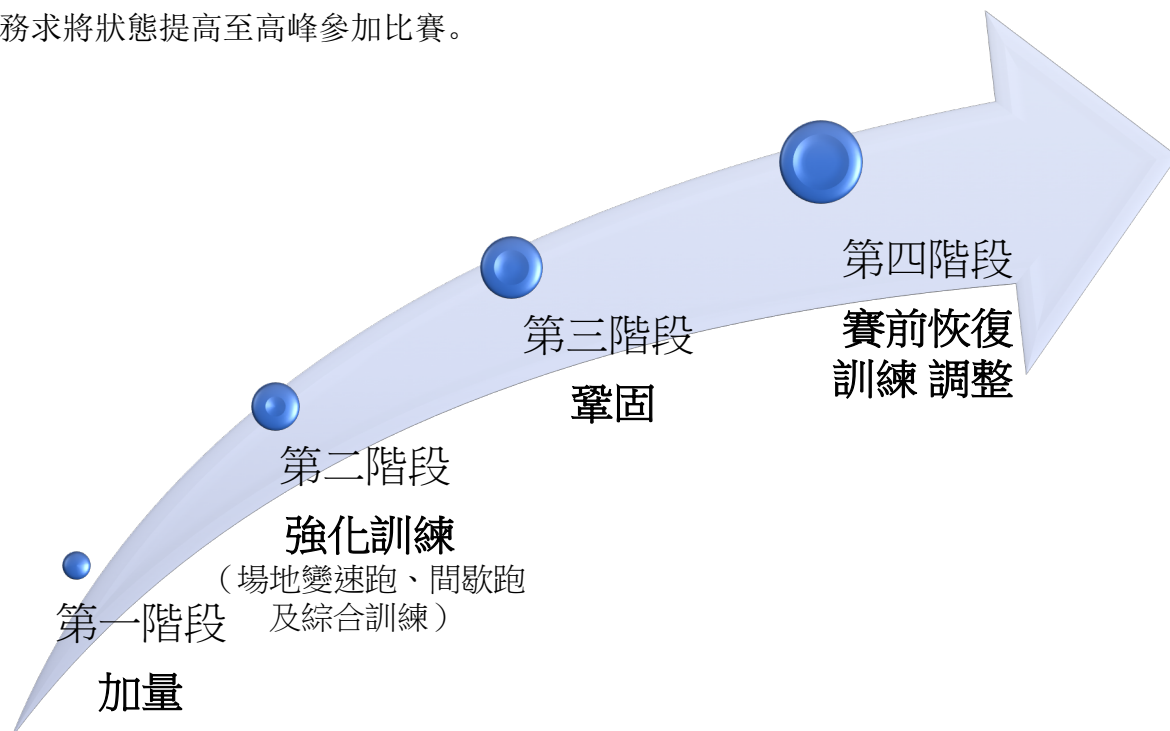 務求將狀態提高至高峰參加比賽。
第四階段
賽前恢復
訓練 調整
第三階段
鞏固
第二階段
強化訓練
（場地變速跑、間歇跑
及綜合訓練）
第一階段
加量